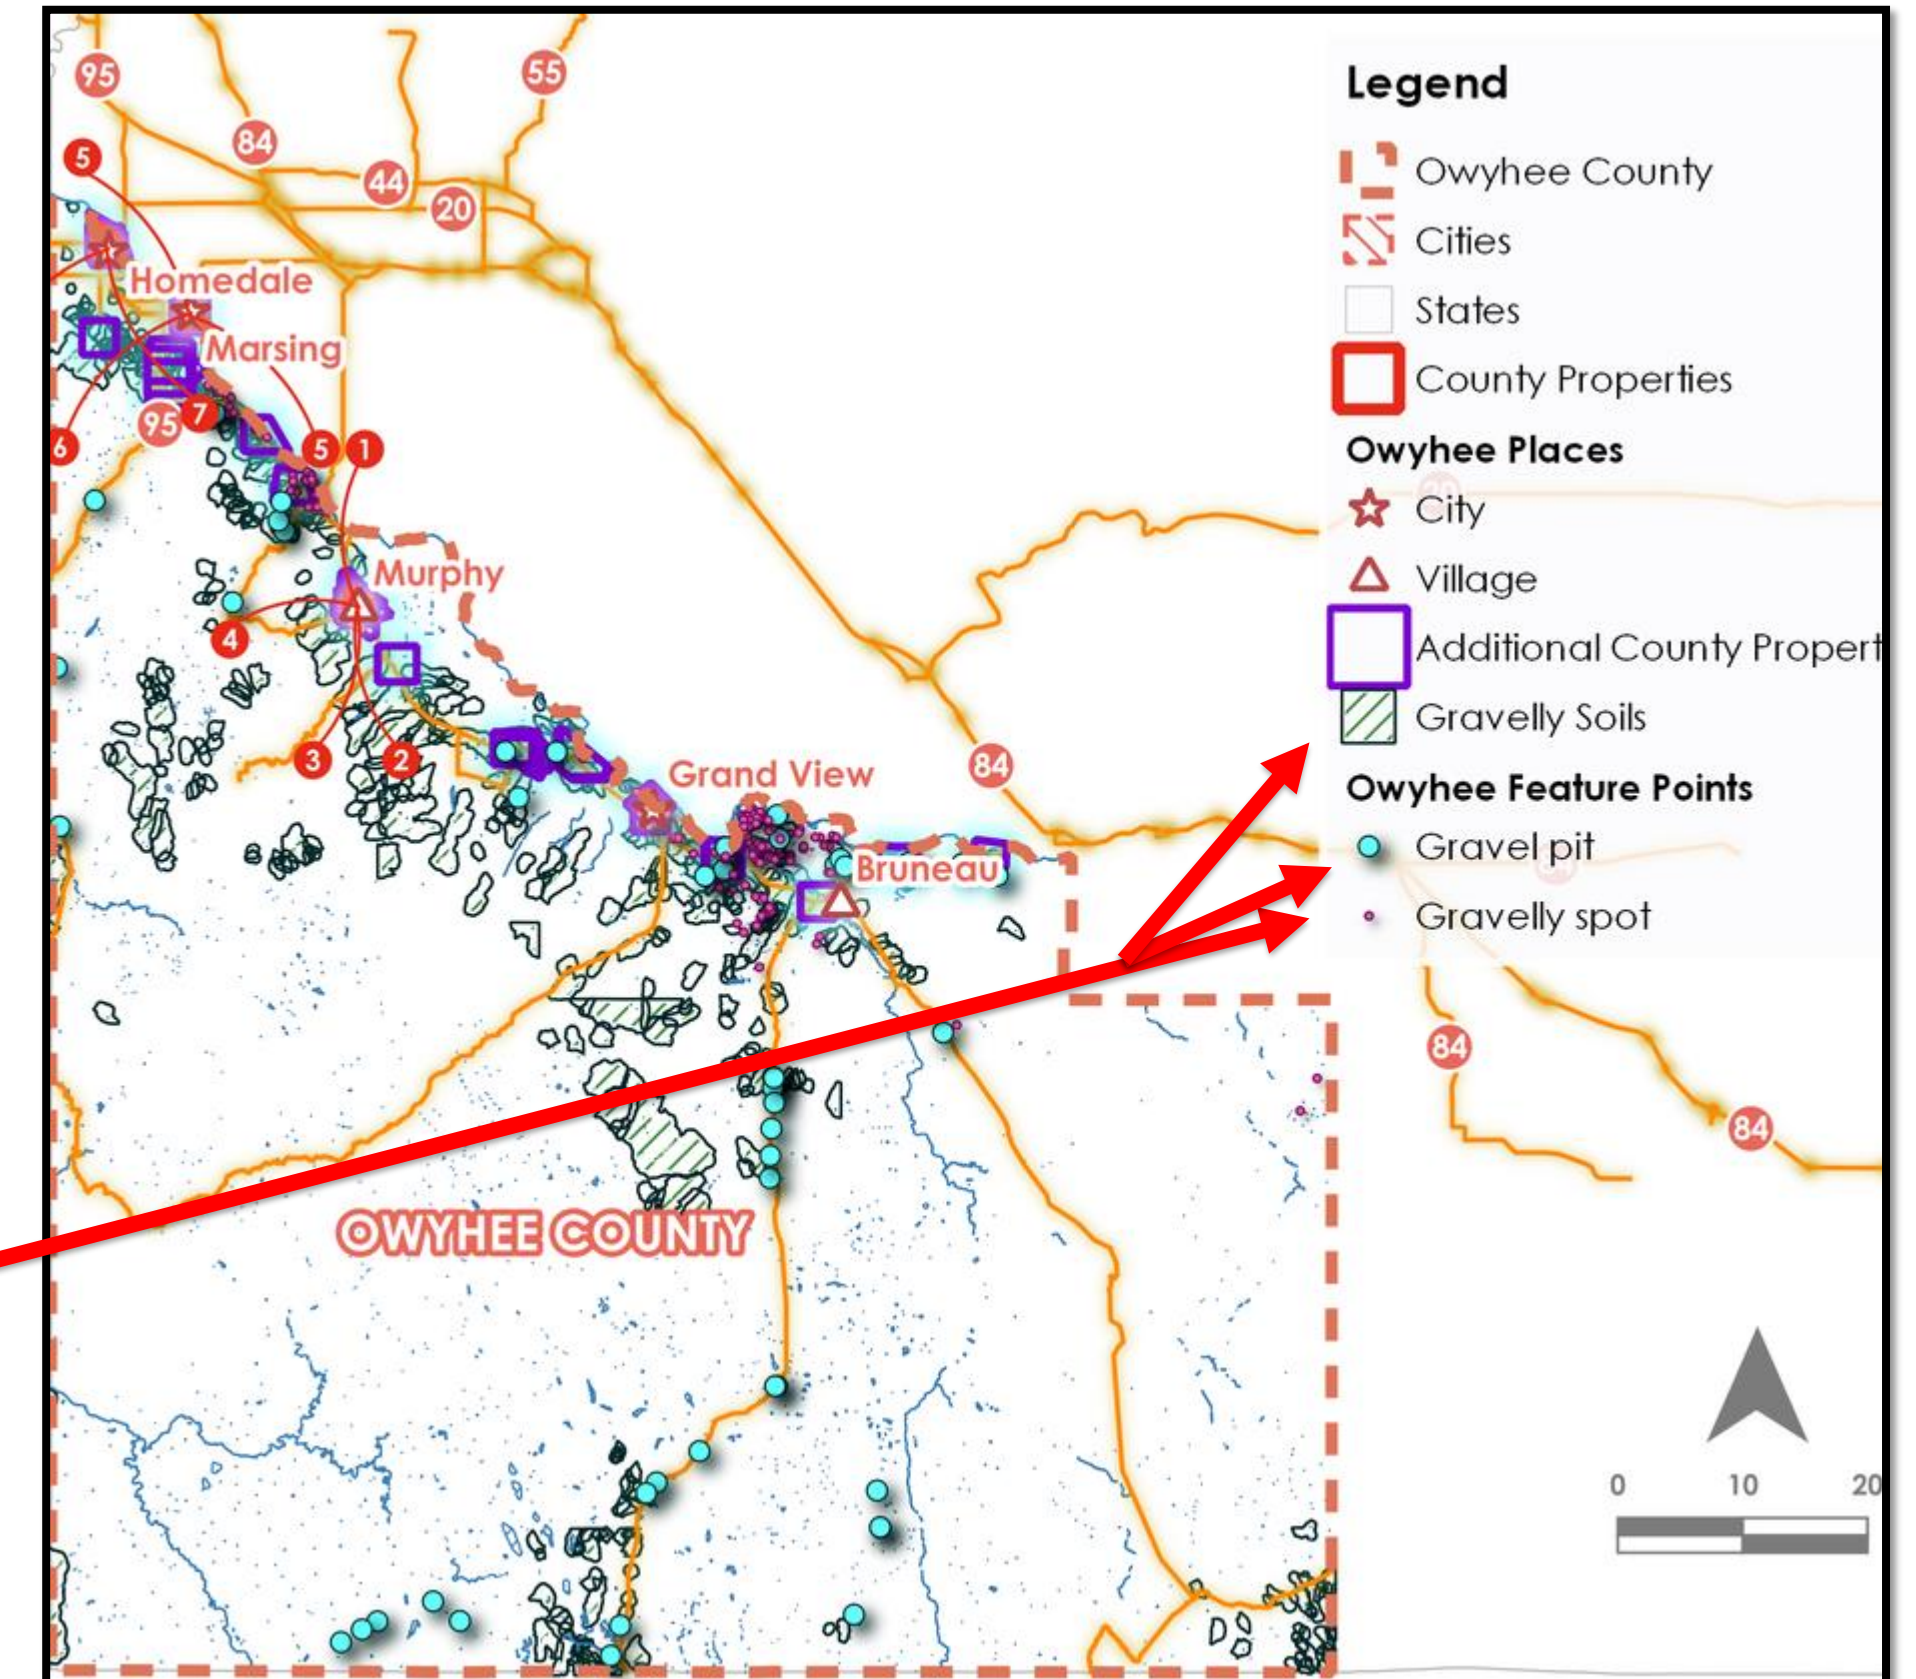 95
55
84
44
20
5
Homedale
Marsing
95
7
6
5
1
Murphy
4
3
2
Grand View
84
Bruneau
OWYHEE COUNTY
84
84
Legend
Owyhee County
Cities
States
County Properties
Owyhee Places
City
Village
Additional County Propert
Gravelly Soils
Owyhee Feature Points
Gravel pit
Gravelly spot
0 10 20